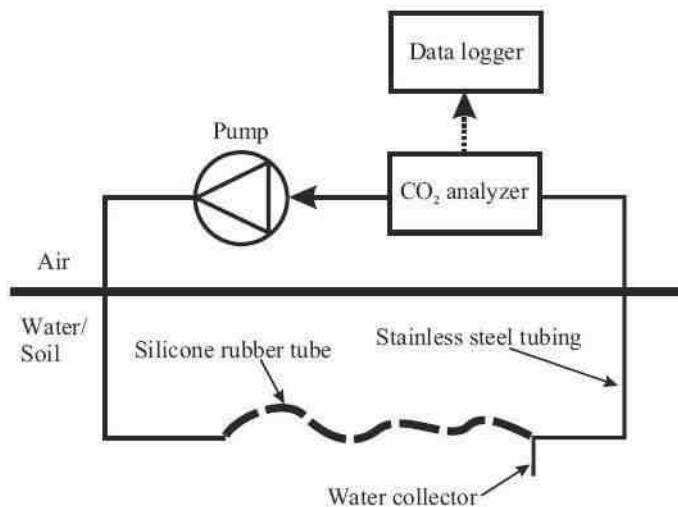 Data logger
Pump
CO₂ analyzer
Air
Water/
Soil
Silicone rubber tube
Stainless steel tubing
Water collector